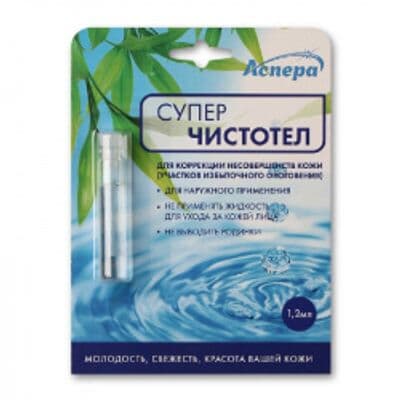 Аспера
СУПЕР
ЧИСТОТЕЛ
ДЛЯ КОРРЕКЦИИ НЕСОВЕРШЕНСТВ КОЖИ
(УЧАСТКОВ ИЗБЫТОЧНОГО ОРОГОВЕНИЯ)
• ДЛЯ НАРУЖНОГО ПРИМЕНЕНИЯ
• НЕ ПРИМЕНЯТЬ ЖИДКОСТЬ
ДЛЯ УХОДА ЗА КОЖЕЙ ЛИЦА
• НЕ ВЫВОДИТЬ РОДИНКИ
1,2мл
МОЛОДОСТЬ, СВЕЖЕСТЬ, КРАСОТА ВАШЕЙ КОЖИ